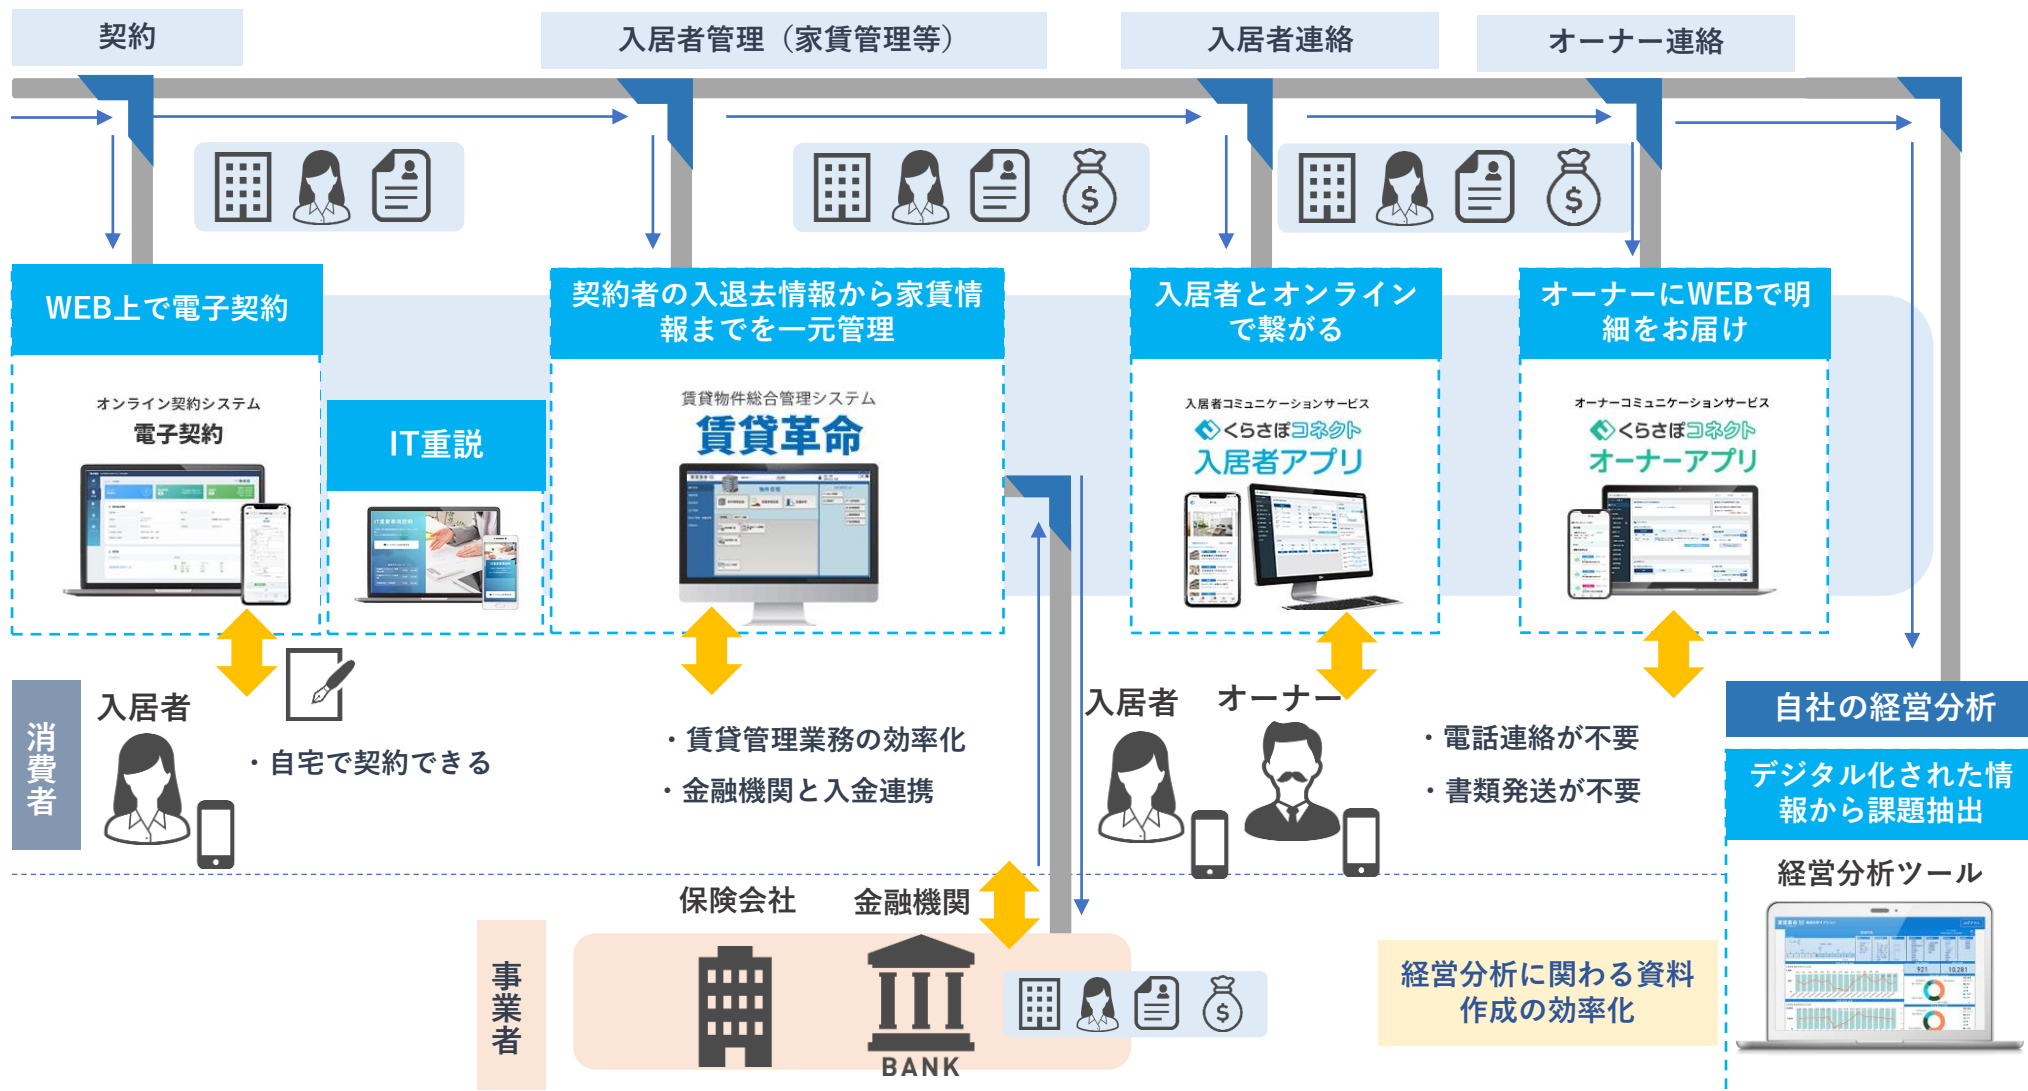 契約
入居者管理（家賃管理等）
入居者連絡
オーナー連絡
WEB上で電子契約
オンライン契約システム
電子契約
IT重説
IT重要事項説明
契約者の入退去情報から家賃情
報までを一元管理
賃貸物件総合管理システム
賃貸革命
入居者とオンライン
で繋がる
入居者コミュニケーションサービス
くらさぽコネクト
入居者アプリ
オーナーにWEBで明
細をお届け
オーナーコミュニケーションサービス
くらさぽコネクト
オーナーアプリ
消費者
入居者
・自宅で契約できる
・賃貸管理業務の効率化
・金融機関と入金連携
入居者
オーナー
・電話連絡が不要
・書類発送が不要
自社の経営分析
デジタル化された情
報から課題抽出
経営分析ツール
921
10,281
事業者
保険会社
金融機関
BANK
経営分析に関わる資料
作成の効率化